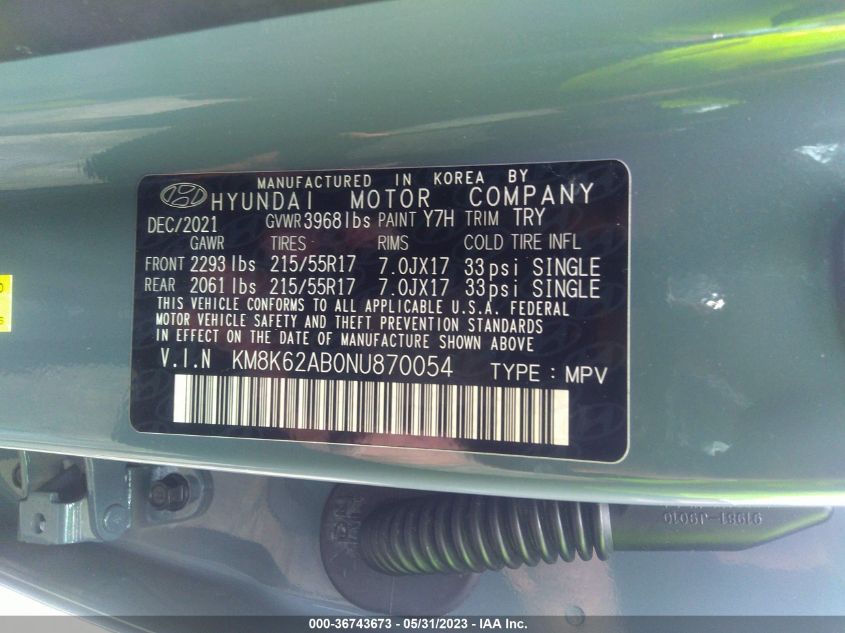 MANUFACTURED IN KOREA BY
HYUNDAI MOTOR COMPANY
DEC/2021 GVWR 3968 lbs PAINT Y7H TRIM TRY
GAWR TIRES RIMS COLD TIRE INFL
FRONT 2293 lbs 215/55R17 7.0JX17 33psi SINGLE
REAR 2061 lbs 215/55R17 7.0JX17 33psi SINGLE
THIS VEHICLE CONFORMS TO ALL APPLICABLE U.S.A. FEDERAL
MOTOR VEHICLE SAFETY AND THEFT PREVENTION STANDARDS
IN EFFECT ON THE DATE OF MANUFACTURE SHOWN ABOVE
V.I.N KM8K62AB0NU870054 TYPE : MPV
91981-J9010
000-36743673 - 05/31/2023 - IAA Inc.